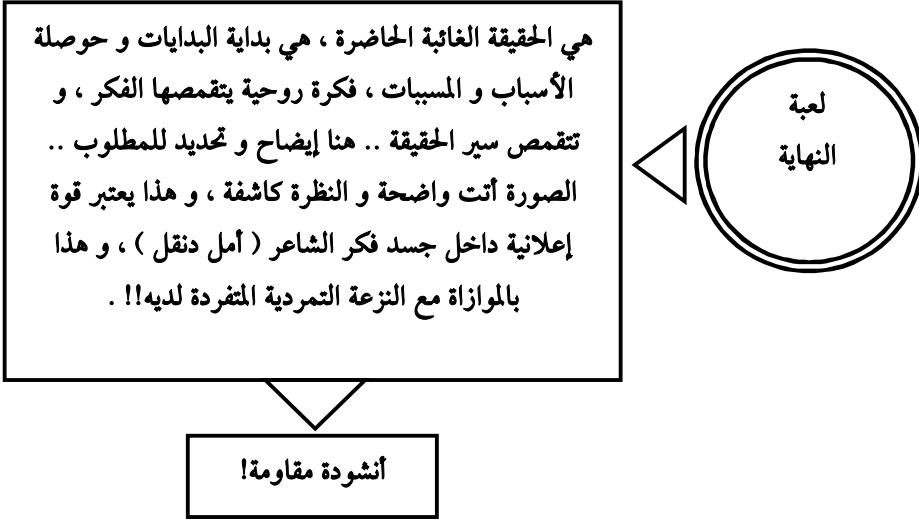 لعبة
النهاية
هي الحقيقة الغائبة الحاضرة ، هي بداية البدايات و حوصلة
الأسباب و المسببات ، فكرة روحية يتقمصها الفكر ، و
تتقمص سير الحقيقة .. هنا إيضاح و تحديد للمطلوب ..
الصورة أتت واضحة و النظرة كاشفة ، و هذا يعتبر قوة
إعلانية داخل جسد فكر الشاعر ( أمل دنقل ) ، و هذا
بالموازاة مع النزعة التمردية المتفردة لديه!! .
أنشودة مقاومة!